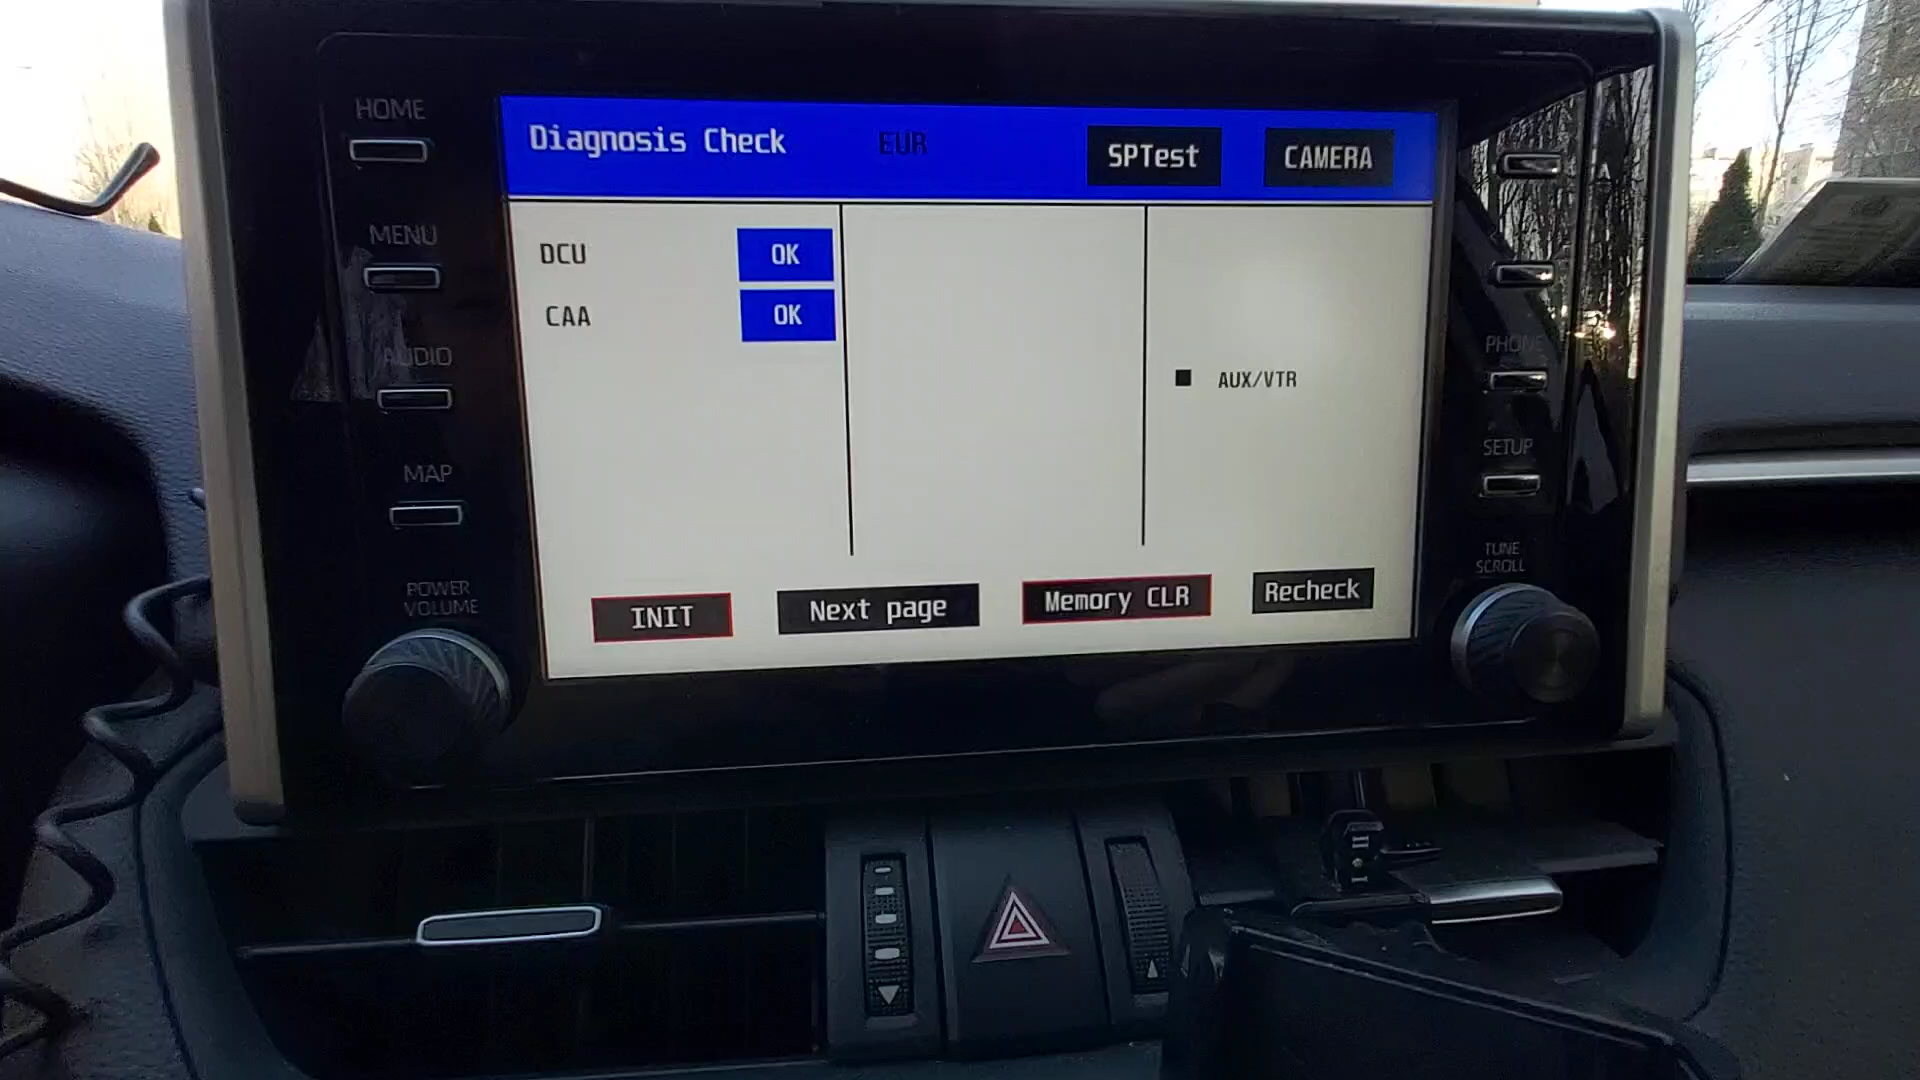 HOME
MENU
AUDIO
MAP
POWER
VOLUME
Diagnosis Check EUR SPTest CAMERA
DCU OK
CAA OK
AUX/VTR
INIT Next page Memory CLR Recheck
PHONE
SETUP
TUNE
SCROLL